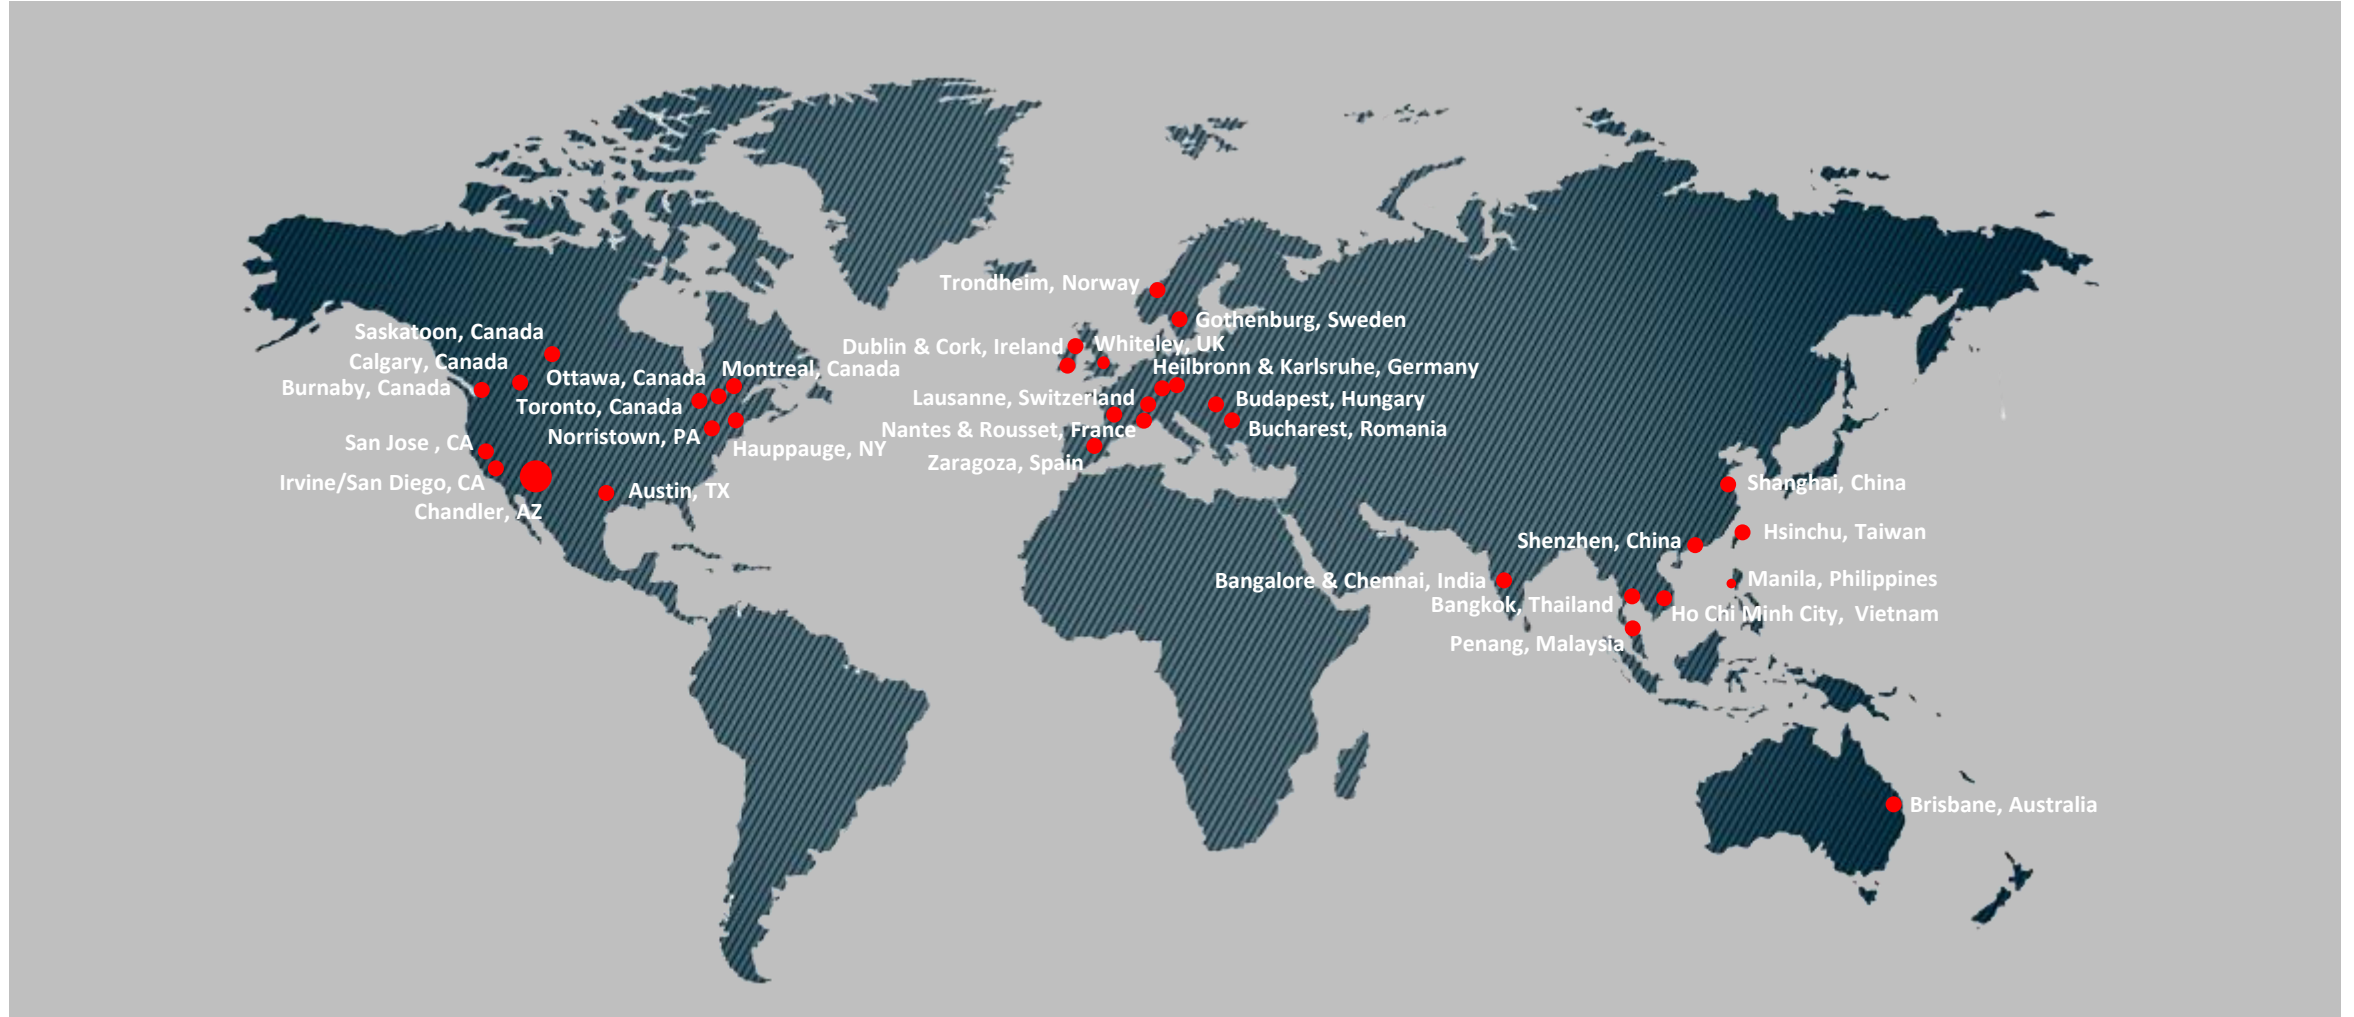 Trondheim, Norway
Gothenburg, Sweden
Saskatoon, Canada
Dublin & Cork, Ireland
Whiteley, UK
Calgary, Canada
Montreal, Canada
Heilbronn & Karlsruhe, Germany
Burnaby, Canada
Ottawa, Canada
Lausanne, Switzerland
Budapest, Hungary
Toronto, Canada
Nantes & Rousset, France
Bucharest, Romania
Norristown, PA
San Jose , CA
Hauppauge, NY
Zaragoza, Spain
Irvine/San Diego, CA
Austin, TX
Shanghai, China
Chandler, AZ
Hsinchu, Taiwan
Shenzhen, China
Bangalore & Chennai, India
Manila, Philippines
Bangkok, Thailand
Ho Chi Minh City, Vietnam
Penang, Malaysia
Brisbane, Australia